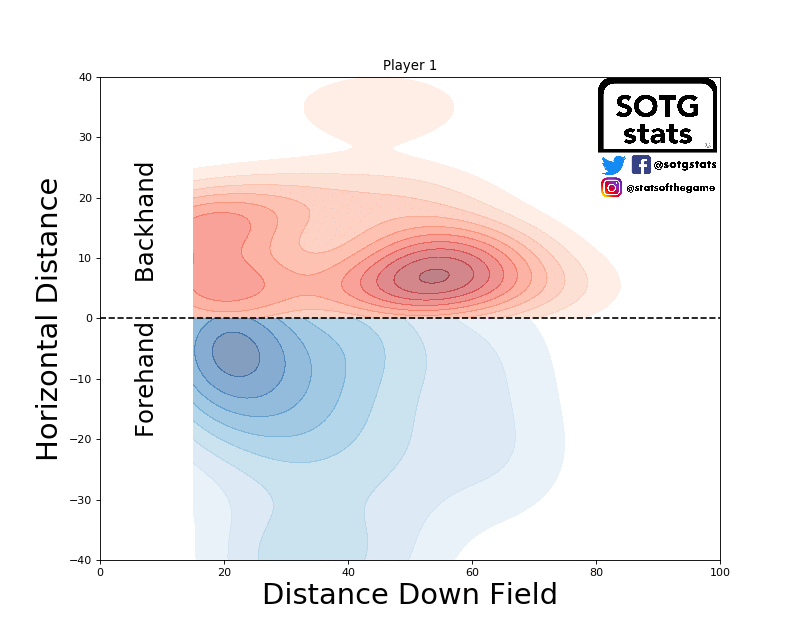 Player 1
SOTG
stats
@sotgstats
@statsofthegame
Horizontal Distance
Backhand
Forehand
40
30
20
10
0
−10
−20
−30
−40
0 20 40 60 80 100
Distance Down Field